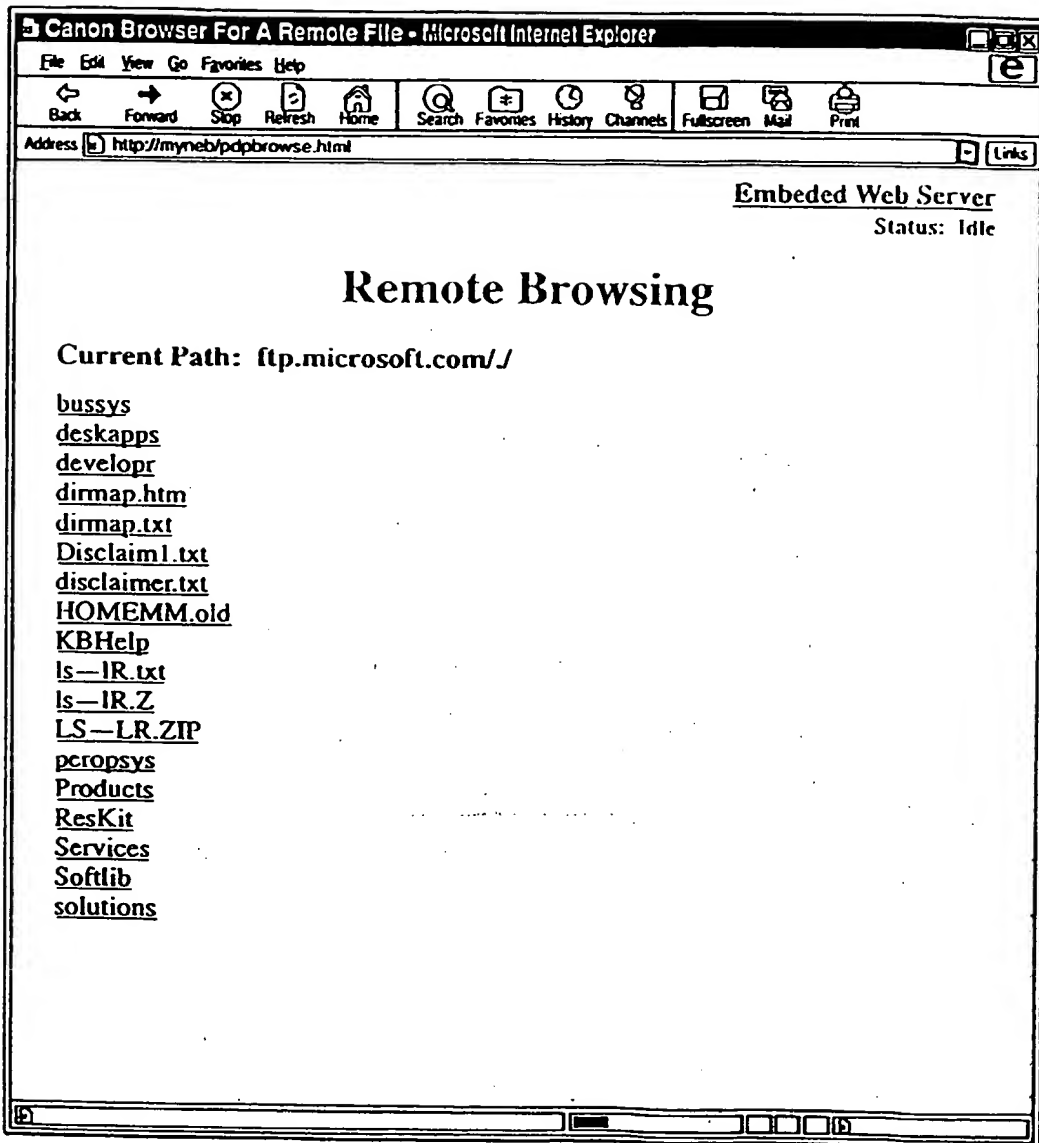 Canon Browser For A Remote File - Microsoft Internet Explorer
File Edit View Go Favorites Help
e
Back Forward Stop Refresh Home Search Favorites History Channels Fullscreen Mail Print
Address http://myneb/pdpbrowse.html Links
Embeded Web Server
Status: Idle
Remote Browsing
Current Path: ftp.microsoft.com/./
bussys
deskapps
developr
dirmap.htm
dirmap.txt
Disclaim1.txt
disclaimer.txt
HOMEMM.old
KBHelp
ls—lR.txt
ls—lR.Z
LS—LR.ZIP
peropsys
Products
ResKit
Services
Softlib
solutions